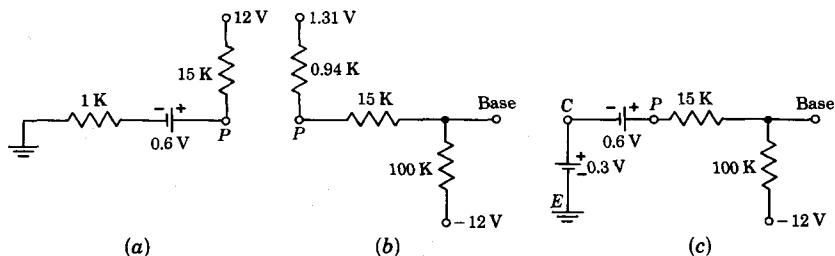 12 V
15 K
1 K
- +
0.6 V
P
(a)
1.31 V
0.94 K
P
15 K
Base
100 K
-12 V
(b)
C
- +
0.6 V
P
15 K
Base
+
-
0.3 V
E
100 K
-12 V
(c)